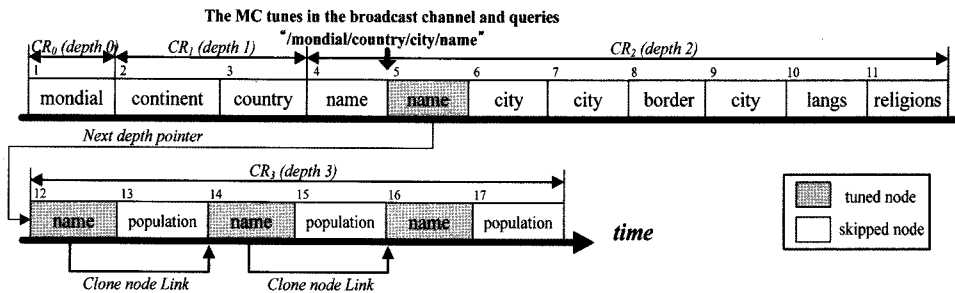 The MC tunes in the broadcast channel and queries
"/mondial/country/city/name"
CR0 (depth 0) CR1 (depth 1) CR2 (depth 2)
1 2 3 4 5 6 7 8 9 10 11
mondial continent country name name city city border city langs religions
Next depth pointer
CR3 (depth 3)
12 13 14 15 16 17
name population name population name population
time
Clone node Link Clone node Link
tuned node
skipped node